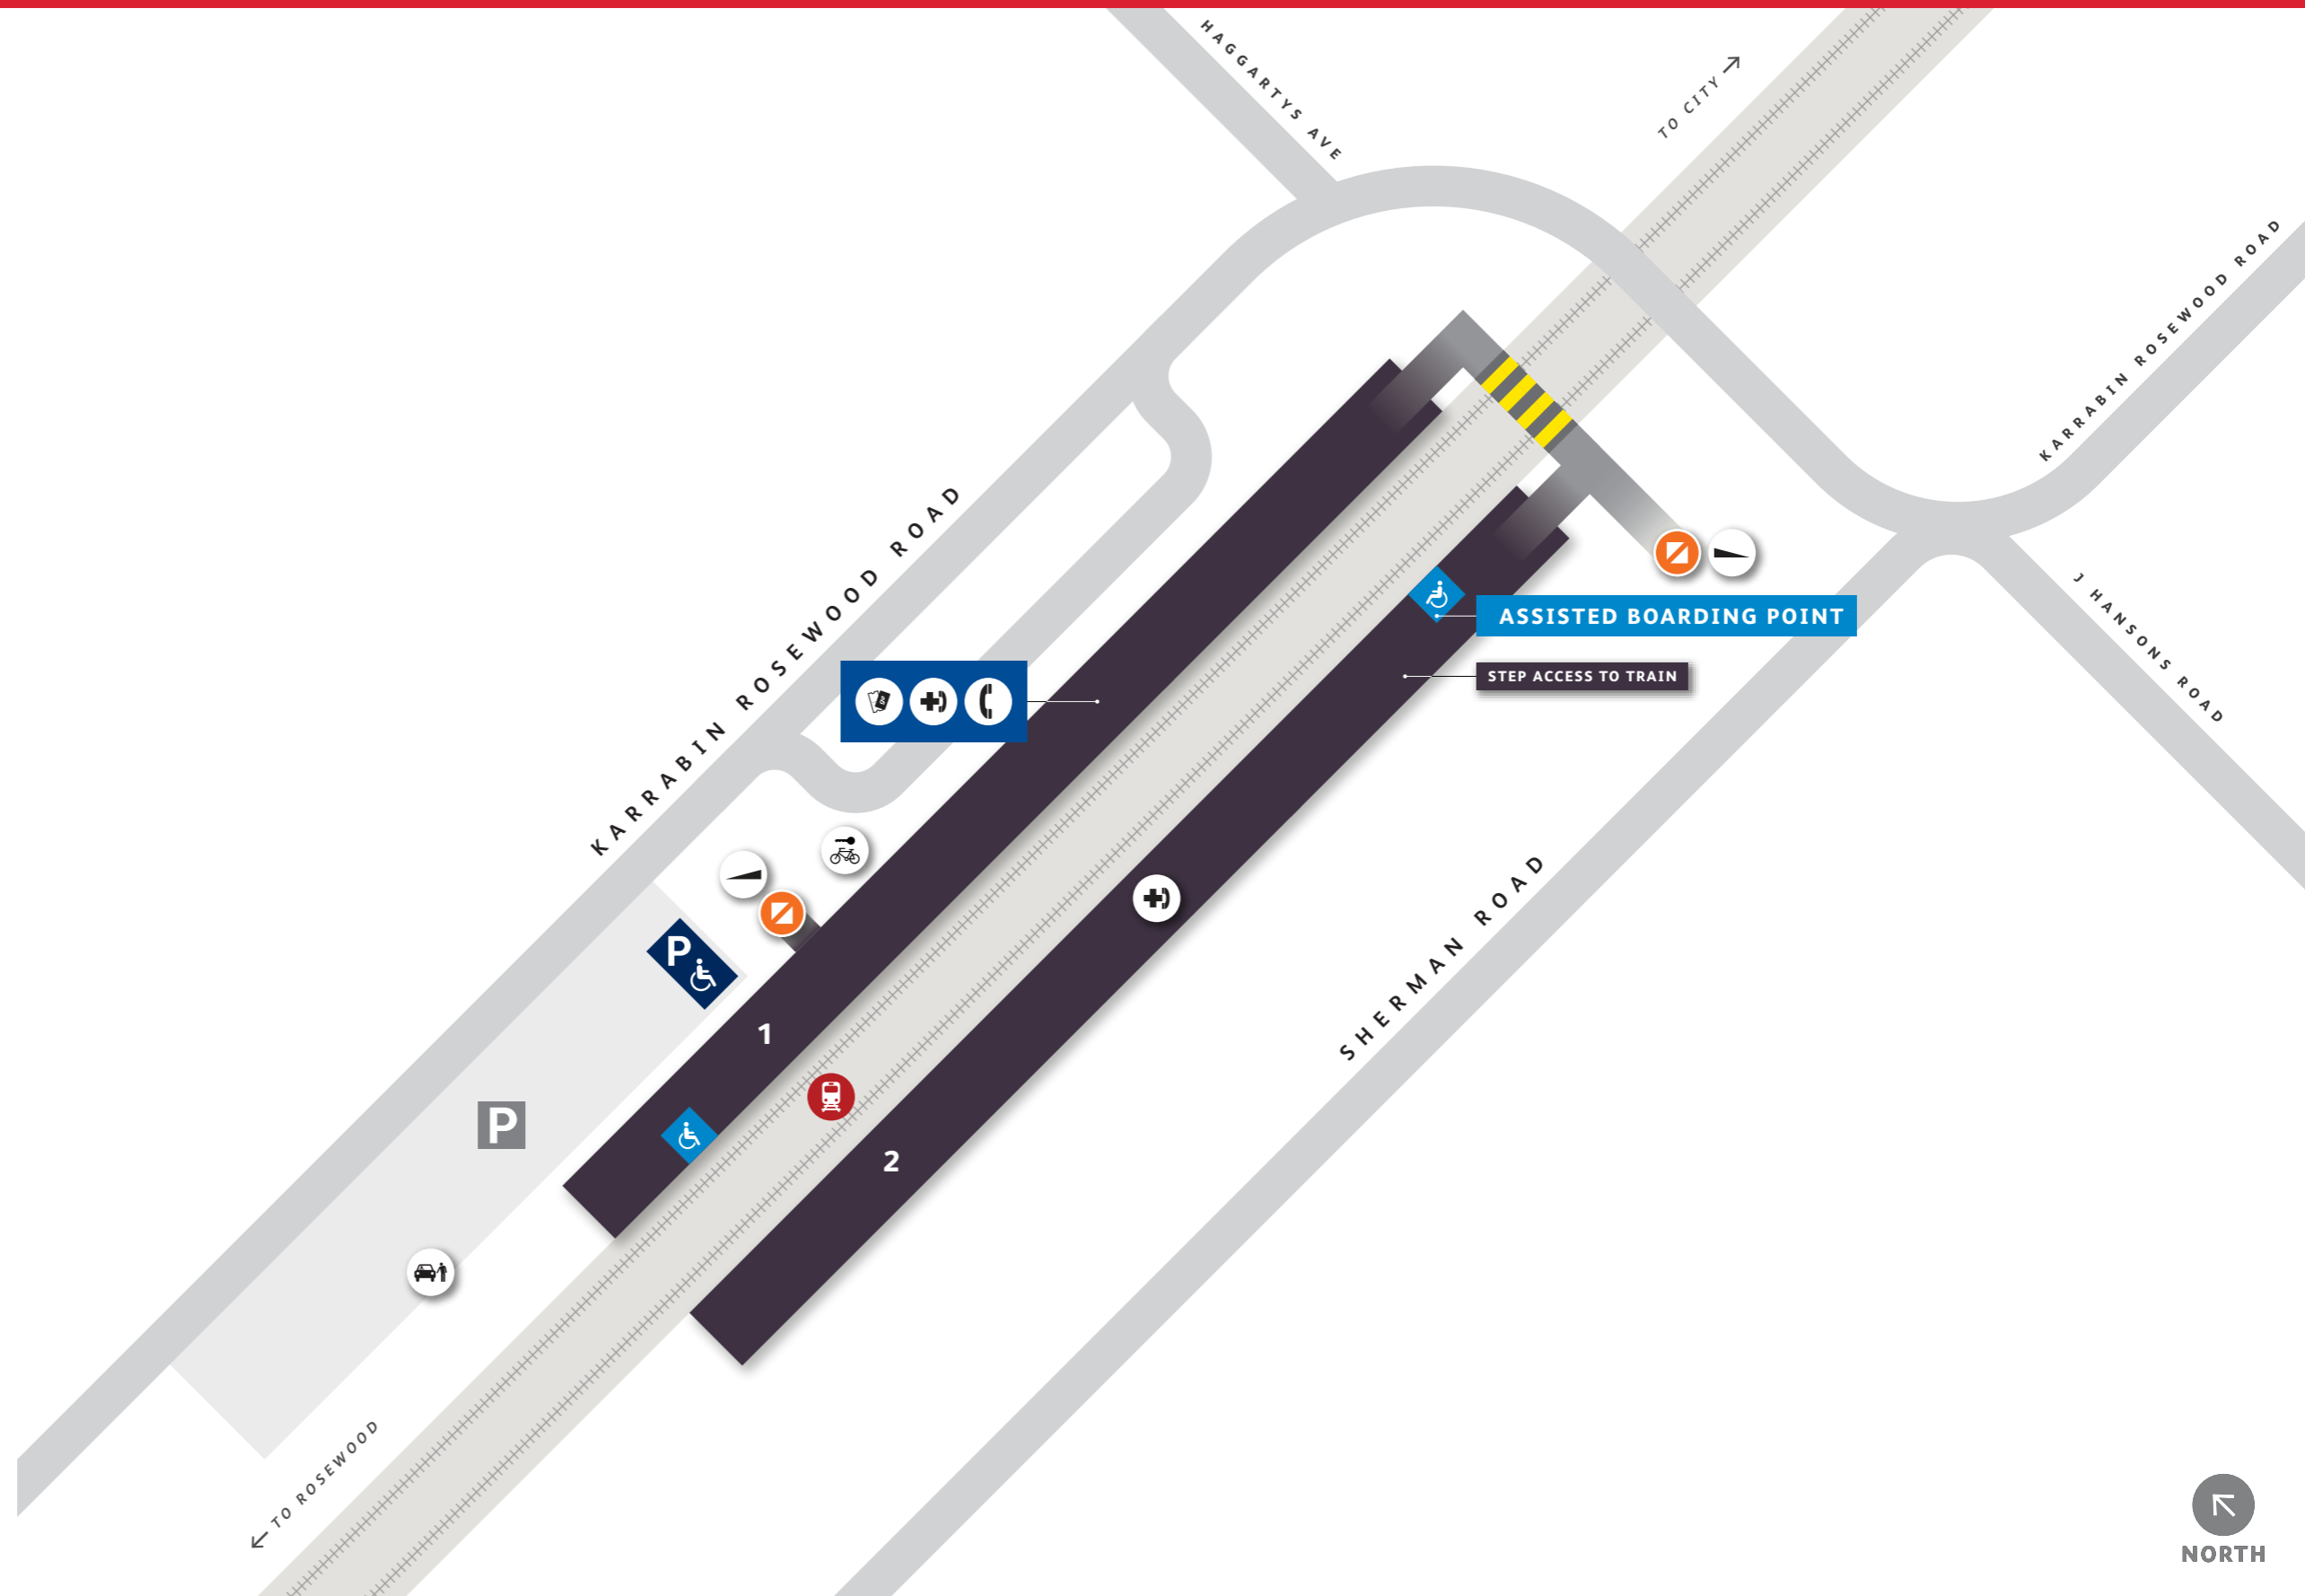 HAGGARTYS AVE
TO CITY
KARRABIN ROSEWOOD ROAD
KARRABIN ROSEWOOD ROAD
J HANSONS ROAD
ASSISTED BOARDING POINT
STEP ACCESS TO TRAIN
SHERMAN ROAD
P
1
P
2
TO ROSEWOOD
NORTH